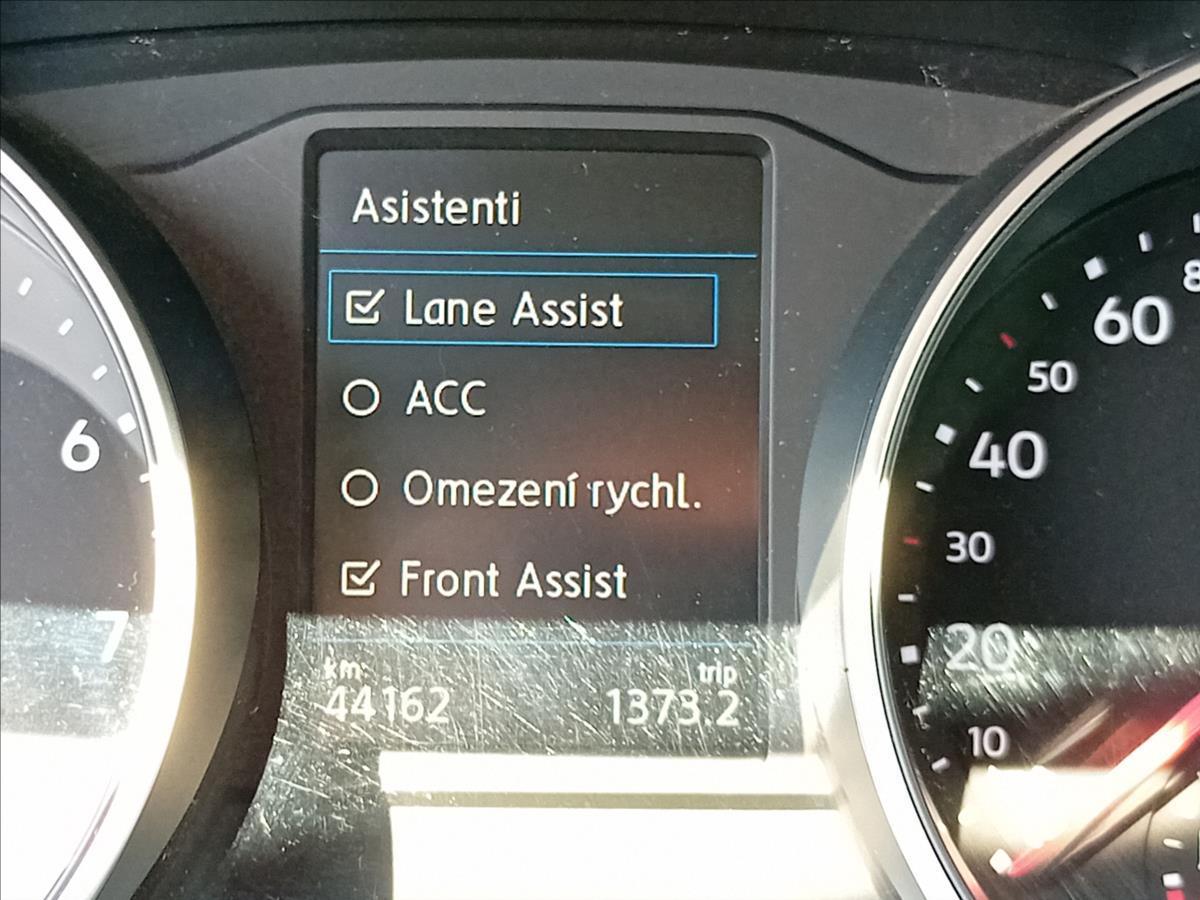 Asistenti
Lane Assist
ACC
Omezení rychl.
Front Assist
km trip
44162 1373.2
6
7
8
60
50
40
30
20
10